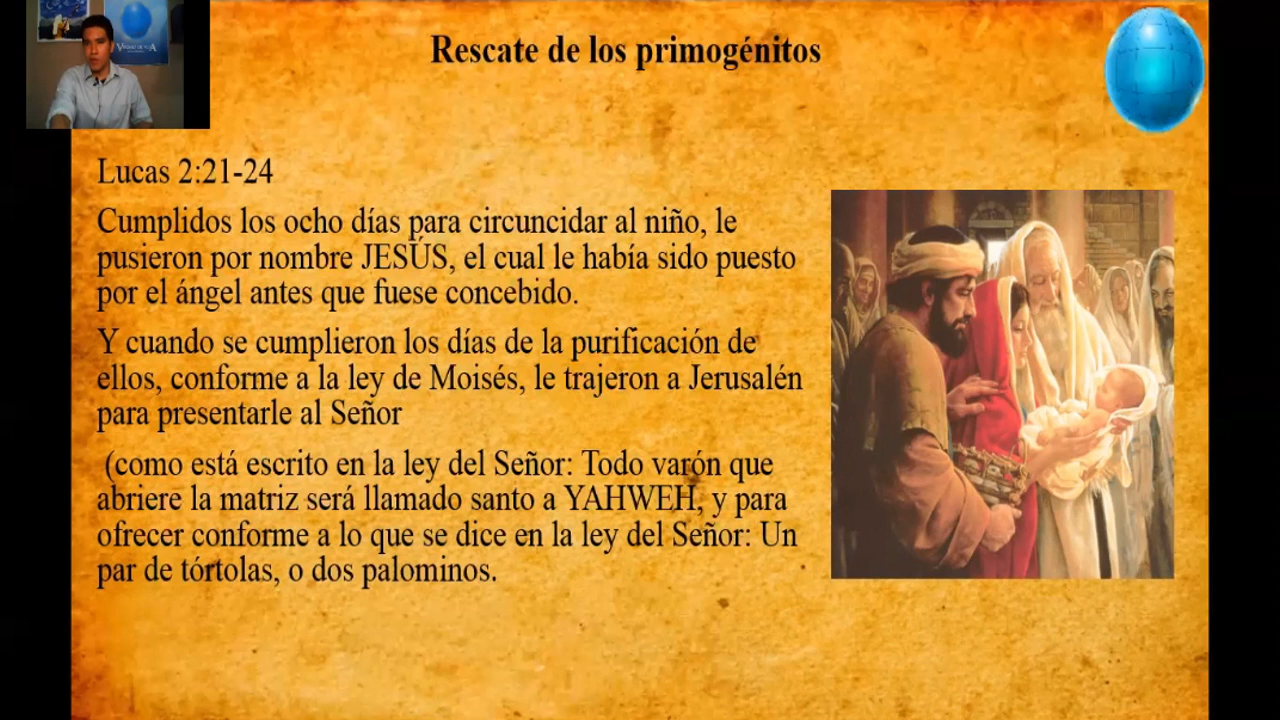 Rescate de los primogénitos
Lucas 2:21-24
Cumplidos los ocho días para circuncidar al niño, le
pusieron por nombre JESÚS, el cual le había sido puesto
por el ángel antes que fuese concebido.
Y cuando se cumplieron los días de la purificación de
ellos, conforme a la ley de Moisés, le trajeron a Jerusalén
para presentarle al Señor
(como está escrito en la ley del Señor: Todo varón que
abriere la matriz será llamado santo a YAHWEH, y para
ofrecer conforme a lo que se dice en la ley del Señor: Un
par de tórtolas, o dos palominos.